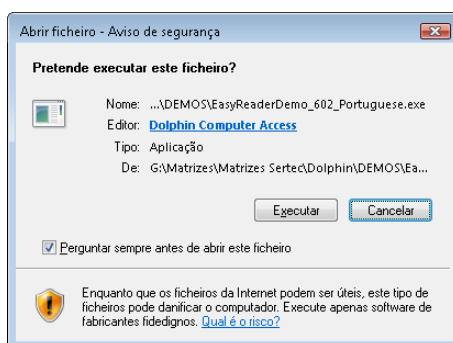 Abrir ficheiro - Aviso de segurança
Pretende executar este ficheiro?
Nome: ...\DEMOS\EasyReaderDemo_602_Portuguese.exe
Editor: Dolphin Computer Access
Tipo: Aplicação
De: G:\Matrizes\Matrizes Sertec\Dolphin\DEMOS\Ea...
Executar Cancelar
Perguntar sempre antes de abrir este ficheiro
Enquanto que os ficheiros da Internet podem ser úteis, este tipo de
ficheiros pode danificar o computador. Execute apenas software de
fabricantes fidedignos. Qual é o risco?